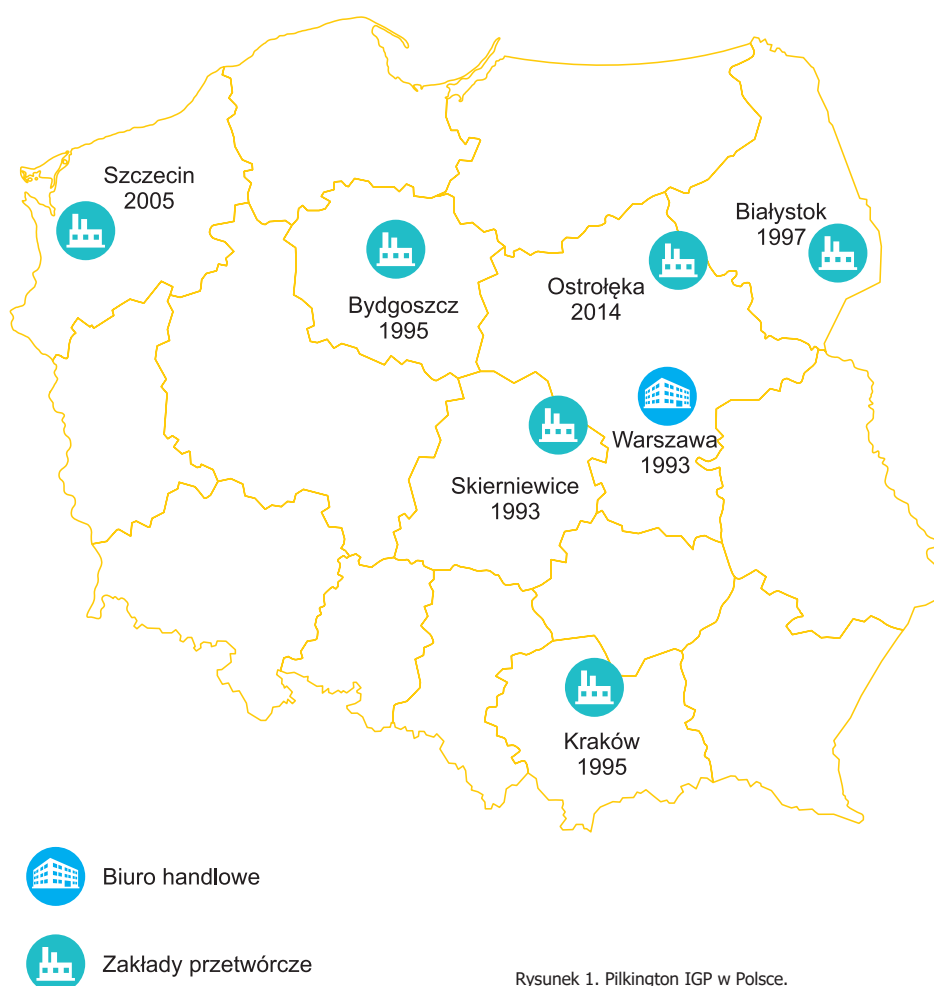 Szczecin
2005
Białystok
1997
Bydgoszcz
1995
Ostrołęka
2014
Warszawa
1993
Skierniewice
1993
Kraków
1995
Biuro handlowe
Zakłady przetwórcze
Rysunek 1. Pilkington IGP w Polsce.